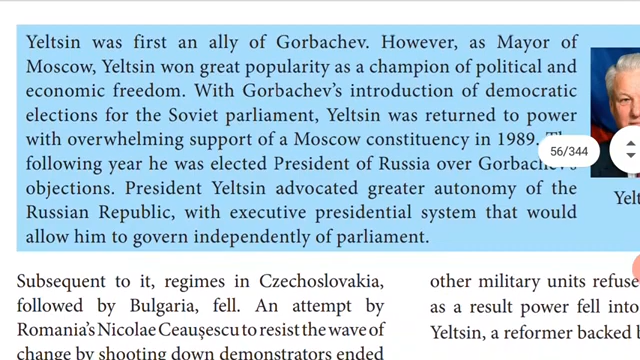 Yeltsin was first an ally of Gorbachev. However, as Mayor of
Moscow, Yeltsin won great popularity as a champion of political and
economic freedom. With Gorbachev's introduction of democratic
elections for the Soviet parliament, Yeltsin was returned to power
with overwhelming support of a Moscow constituency in 1989.
following year he was elected President of Russia over Gorbachev's
objections. President Yeltsin advocated greater autonomy of the
Russian Republic, with executive presidential system that would
allow him to govern independently of parliament.
56/344
Subsequent to it, regimes in Czechoslovakia,
followed by Bulgaria, fell. An attempt by
Romania's Nicolae Ceauşescu to resist the wave of
change by shooting down demonstrators ended
other military units
as a result power fell into
Yeltsin, a reformer backed